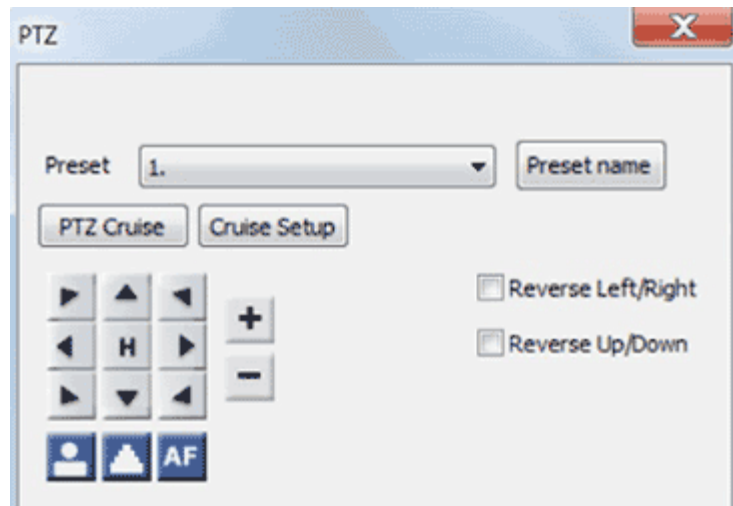 PTZ
Preset 1. Preset name
PTZ Cruise Cruise Setup
Reverse Left/Right
H
Reverse Up/Down
AF